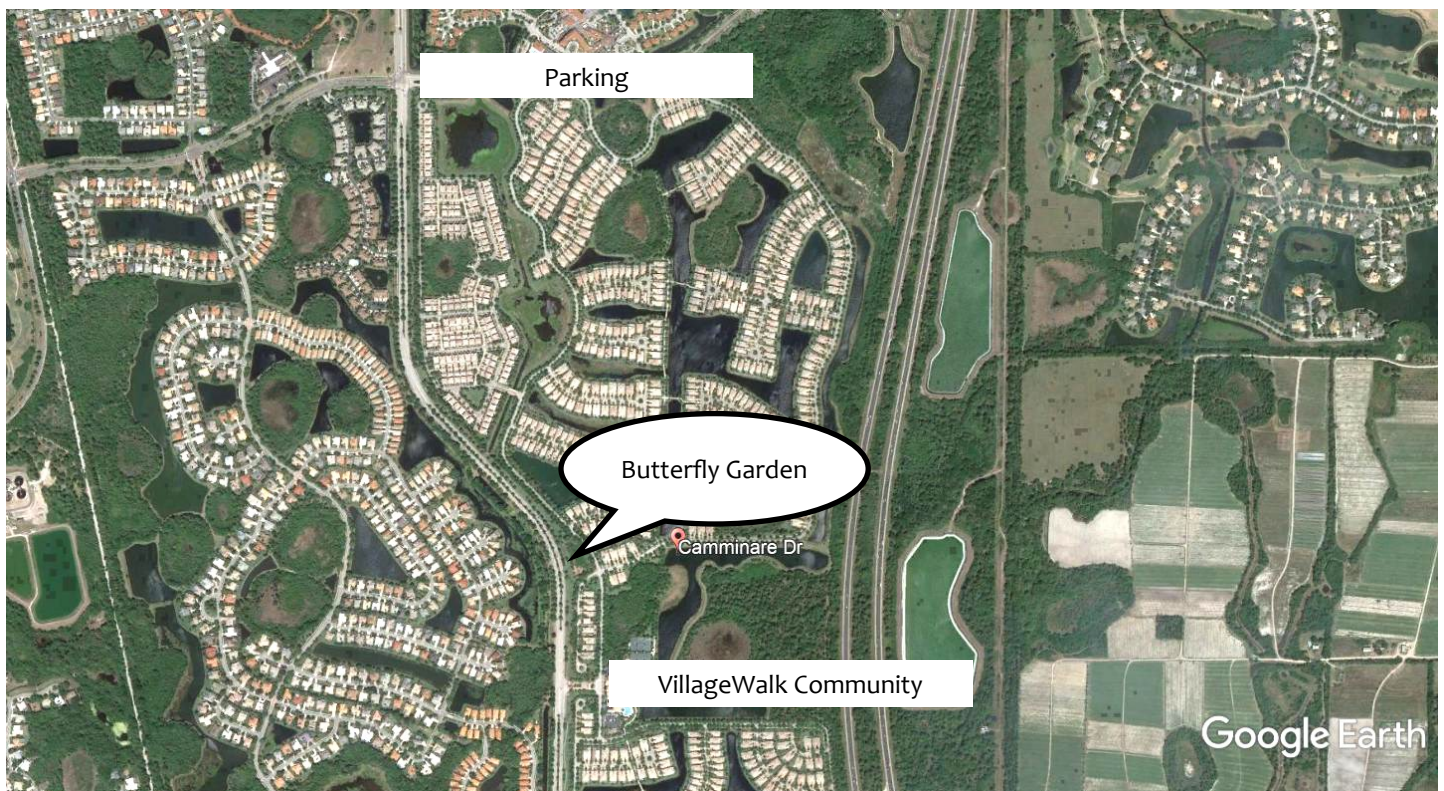 Parking
Butterfly Garden
Camminare Dr
VillageWalk Community
Google Earth